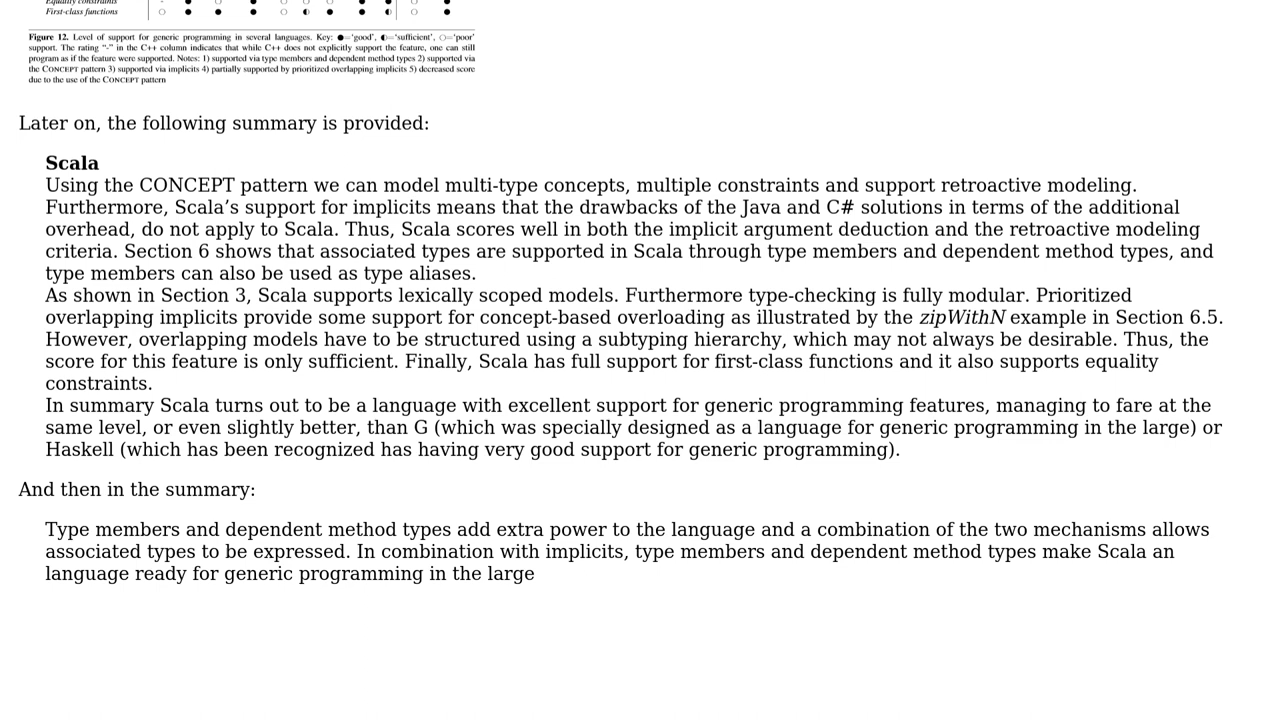 First-class functions ○ ● ● ● ○ ◐ ● ● ◐ ○ ●
Figure 12. Level of support for generic programming in several languages. Key: ●='good', ◐='sufficient', ○='poor'
support. The rating "-" in the C++ column indicates that while C++ does not explicitly support the feature, one can still
program as if the feature were supported. Notes: 1) supported via type members and dependent method types 2) supported via
the CONCEPT pattern 3) supported via implicits 4) partially supported by prioritized overlapping implicits 5) decreased score
due to the use of the CONCEPT pattern
Later on, the following summary is provided:
Scala
Using the CONCEPT pattern we can model multi-type concepts, multiple constraints and support retroactive modeling.
Furthermore, Scala's support for implicits means that the drawbacks of the Java and C# solutions in terms of the additional
overhead, do not apply to Scala. Thus, Scala scores well in both the implicit argument deduction and the retroactive modeling
criteria. Section 6 shows that associated types are supported in Scala through type members and dependent method types, and
type members can also be used as type aliases.
As shown in Section 3, Scala supports lexically scoped models. Furthermore type-checking is fully modular. Prioritized
overlapping implicits provide some support for concept-based overloading as illustrated by the zipWithN example in Section 6.5.
However, overlapping models have to be structured using a subtyping hierarchy, which may not always be desirable. Thus, the
score for this feature is only sufficient. Finally, Scala has full support for first-class functions and it also supports equality
constraints.
In summary Scala turns out to be a language with excellent support for generic programming features, managing to fare at the
same level, or even slightly better, than G (which was specially designed as a language for generic programming in the large) or
Haskell (which has been recognized has having very good support for generic programming).
And then in the summary:
Type members and dependent method types add extra power to the language and a combination of the two mechanisms allows
associated types to be expressed. In combination with implicits, type members and dependent method types make Scala an
language ready for generic programming in the large